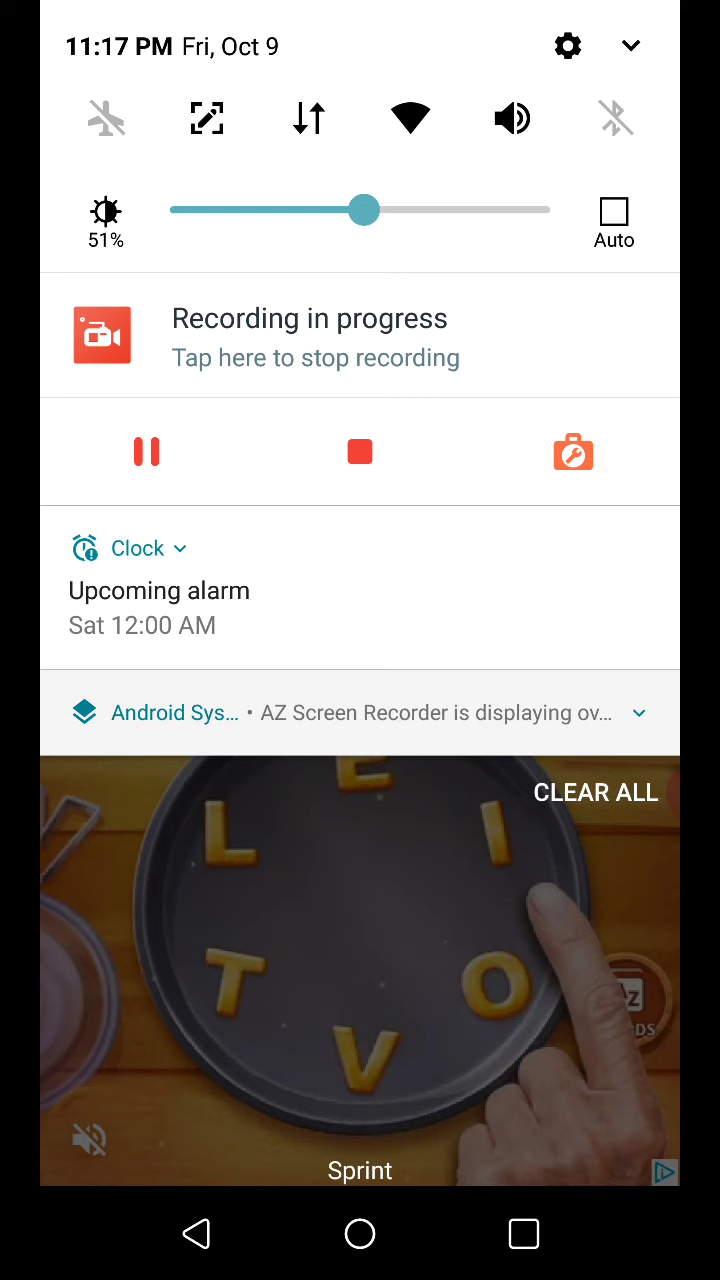 11:17 PM Fri, Oct 9
51%
Auto
Recording in progress
Tap here to stop recording
Clock
Upcoming alarm
Sat 12:00 AM
Android Sys... • AZ Screen Recorder is displaying ov...
CLEAR ALL
E
L I
T O
V
Sprint